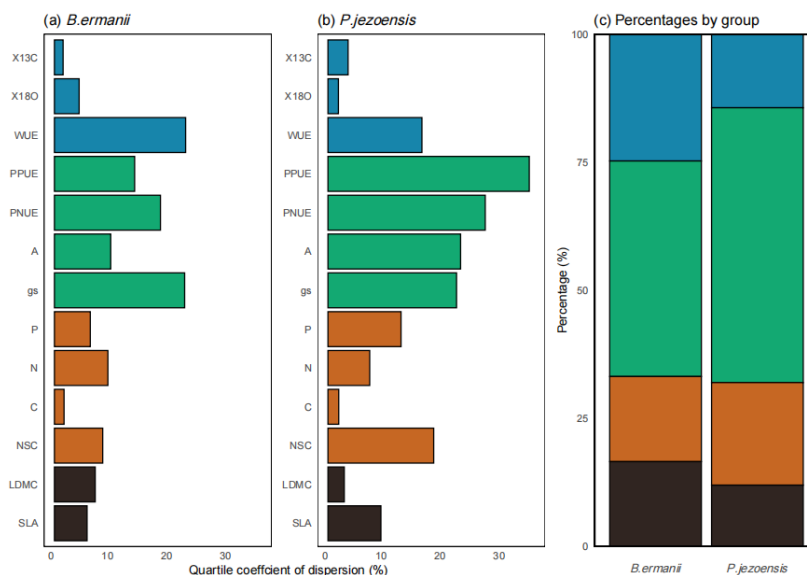 (a) B.ermanii
(b) P.jezoensis
(c) Percentages by group
X13C
X18O
WUE
PPUE
PNUE
A
gs
P
N
C
NSC
LDMC
SLA
0 10 20 30
X13C
X18O
WUE
PPUE
PNUE
A
gs
P
N
C
NSC
LDMC
SLA
0 10 20 30
Quartile coeffcient of dispersion (%)
Percentage (%)
100
75
50
25
0
B.ermanii P.jezoensis